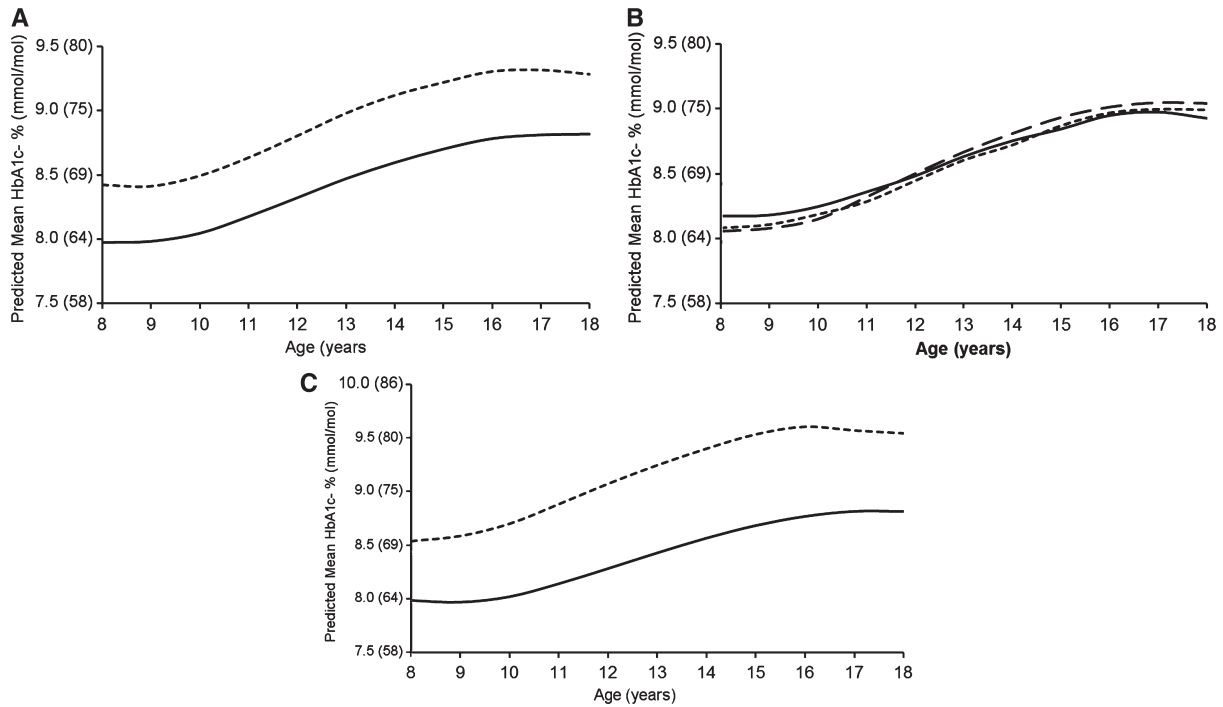 A
Predicted Mean HbA1c- % (mmol/mol)
9.5 (80)
9.0 (75)
8.5 (69)
8.0 (64)
7.5 (58)
8 9 10 11 12 13 14 15 16 17 18
Age (years
B
Predicted Mean HbA1c- % (mmol/mol)
9.5 (80)
9.0 (75)
8.5 (69)
8.0 (64)
7.5 (58)
8 9 10 11 12 13 14 15 16 17 18
Age (years)
C
Predicted Mean HbA1c- % (mmol/mol)
10.0 (86)
9.5 (80)
9.0 (75)
8.5 (69)
8.0 (64)
7.5 (58)
8 9 10 11 12 13 14 15 16 17 18
Age (years)